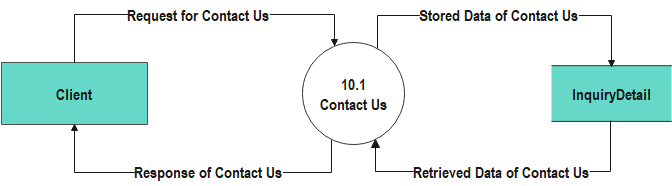 Request for Contact Us
Stored Data of Contact Us
10.1
Contact Us
Client
InquiryDetail
Response of Contact Us
Retrieved Data of Contact Us